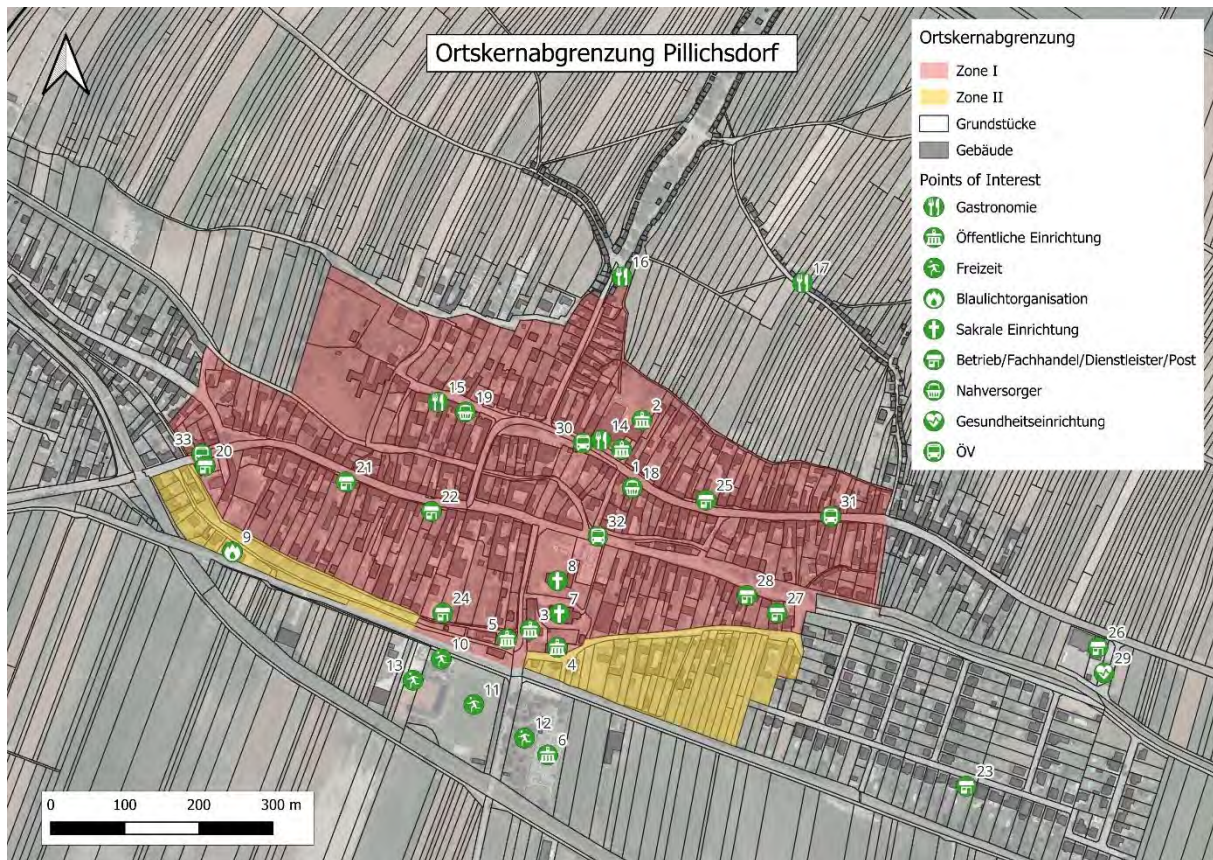 Ortskernabgrenzung Pillichsdorf
Ortskernabgrenzung
Zone I
Zone II
Grundstücke
Gebäude
Points of Interest
Gastronomie
Öffentliche Einrichtung
Freizeit
Blaulichtorganisation
Sakrale Einrichtung
Betrieb/Fachhandel/Dienstleister/Post
Nahversorger
Gesundheitseinrichtung
ÖV
16
17
15
19
2
30
14
33
20
1
18
21
25
22
31
32
9
8
28
24
7
27
5
3
10
4
26
13
29
11
12
6
23
0 100 200 300 m